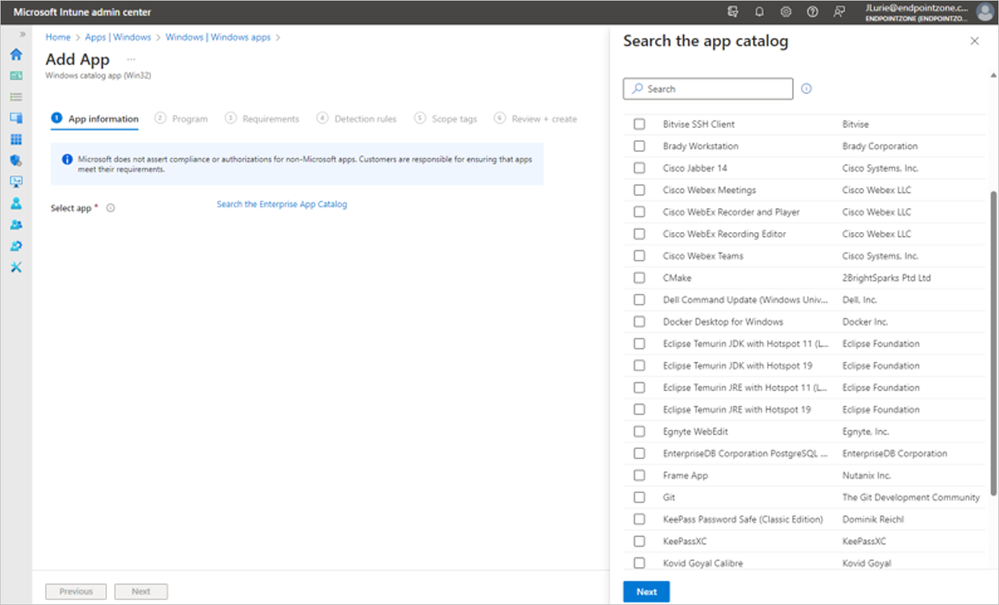 Microsoft Intune admin center
JLurie@endpointzone.c...
ENDPOINTZONE (ENDPOINTZO...
Home > Apps | Windows > Windows | Windows apps >
Add App ...
Windows catalog app (Win32)
1 App information 2 Program 3 Requirements 4 Detection rules 5 Scope tags 6 Review + create
Microsoft does not assert compliance or authorizations for non-Microsoft apps. Customers are responsible for ensuring that apps
meet their requirements.
Select app * Search the Enterprise App Catalog
Previous Next
Search the app catalog
Search
Bitvise SSH Client Bitvise
Brady Workstation Brady Corporation
Cisco Jabber 14 Cisco Systems, Inc.
Cisco Webex Meetings Cisco Webex LLC
Cisco WebEx Recorder and Player Cisco Webex LLC
Cisco WebEx Recording Editor Cisco Webex LLC
Cisco Webex Teams Cisco Systems, Inc.
CMake 2BrightSparks Ptd Ltd
Dell Command Update (Windows Univ... Dell, Inc.
Docker Desktop for Windows Docker Inc.
Eclipse Temurin JDK with Hotspot 11 (L... Eclipse Foundation
Eclipse Temurin JDK with Hotspot 19 Eclipse Foundation
Eclipse Temurin JRE with Hotspot 11 (L... Eclipse Foundation
Eclipse Temurin JRE with Hotspot 19 Eclipse Foundation
Egnyte WebEdit Egnyte, Inc.
EnterpriseDB Corporation PostgreSQL ... EnterpriseDB Corporation
Frame App Nutanix Inc.
Git The Git Development Community
KeePass Password Safe (Classic Edition) Dominik Reichl
KeePassXC KeePassXC
Kovid Goyal Calibre Kovid Goyal
Next